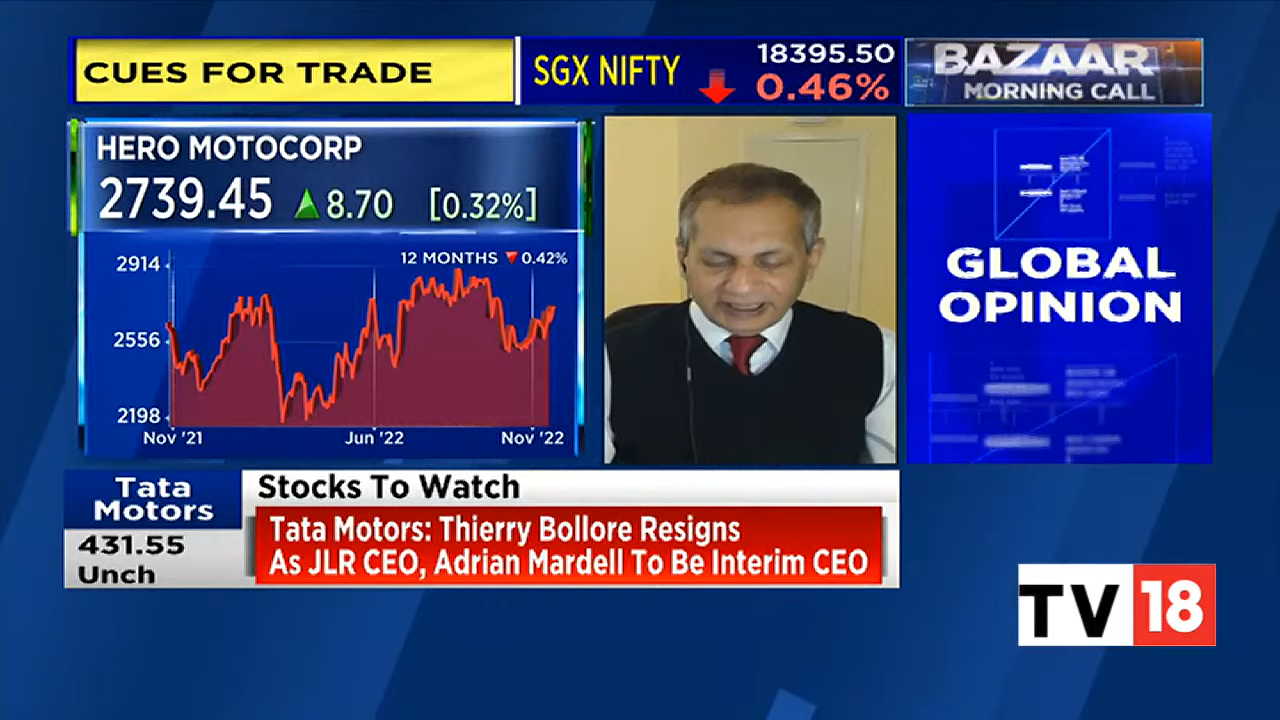 CUES FOR TRADE
SGX NIFTY
18395.50
0.46%
BAZAAR
MORNING CALL
HERO MOTOCORP
2739.45 8.70 [0.32%]
12 MONTHS 0.42%
2914
2556
2198
Nov '21 Jun '22 Nov '22
GLOBAL
OPINION
Tata
Motors
431.55
Unch
Stocks To Watch
Tata Motors: Thierry Bollore Resigns
As JLR CEO, Adrian Mardell To Be Interim CEO
TV18